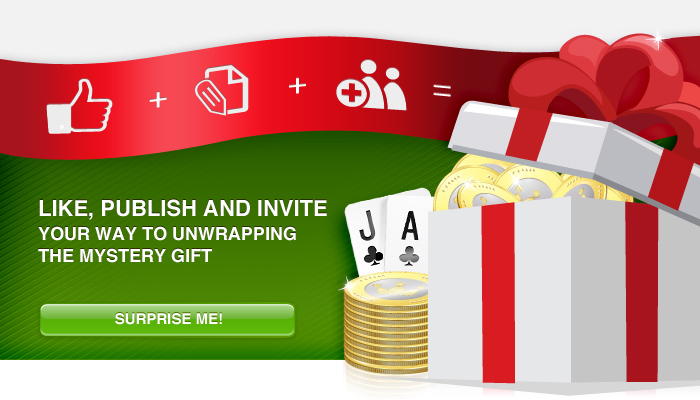 + + =
LIKE, PUBLISH AND INVITE
YOUR WAY TO UNWRAPPING
THE MYSTERY GIFT
J A
SURPRISE ME!